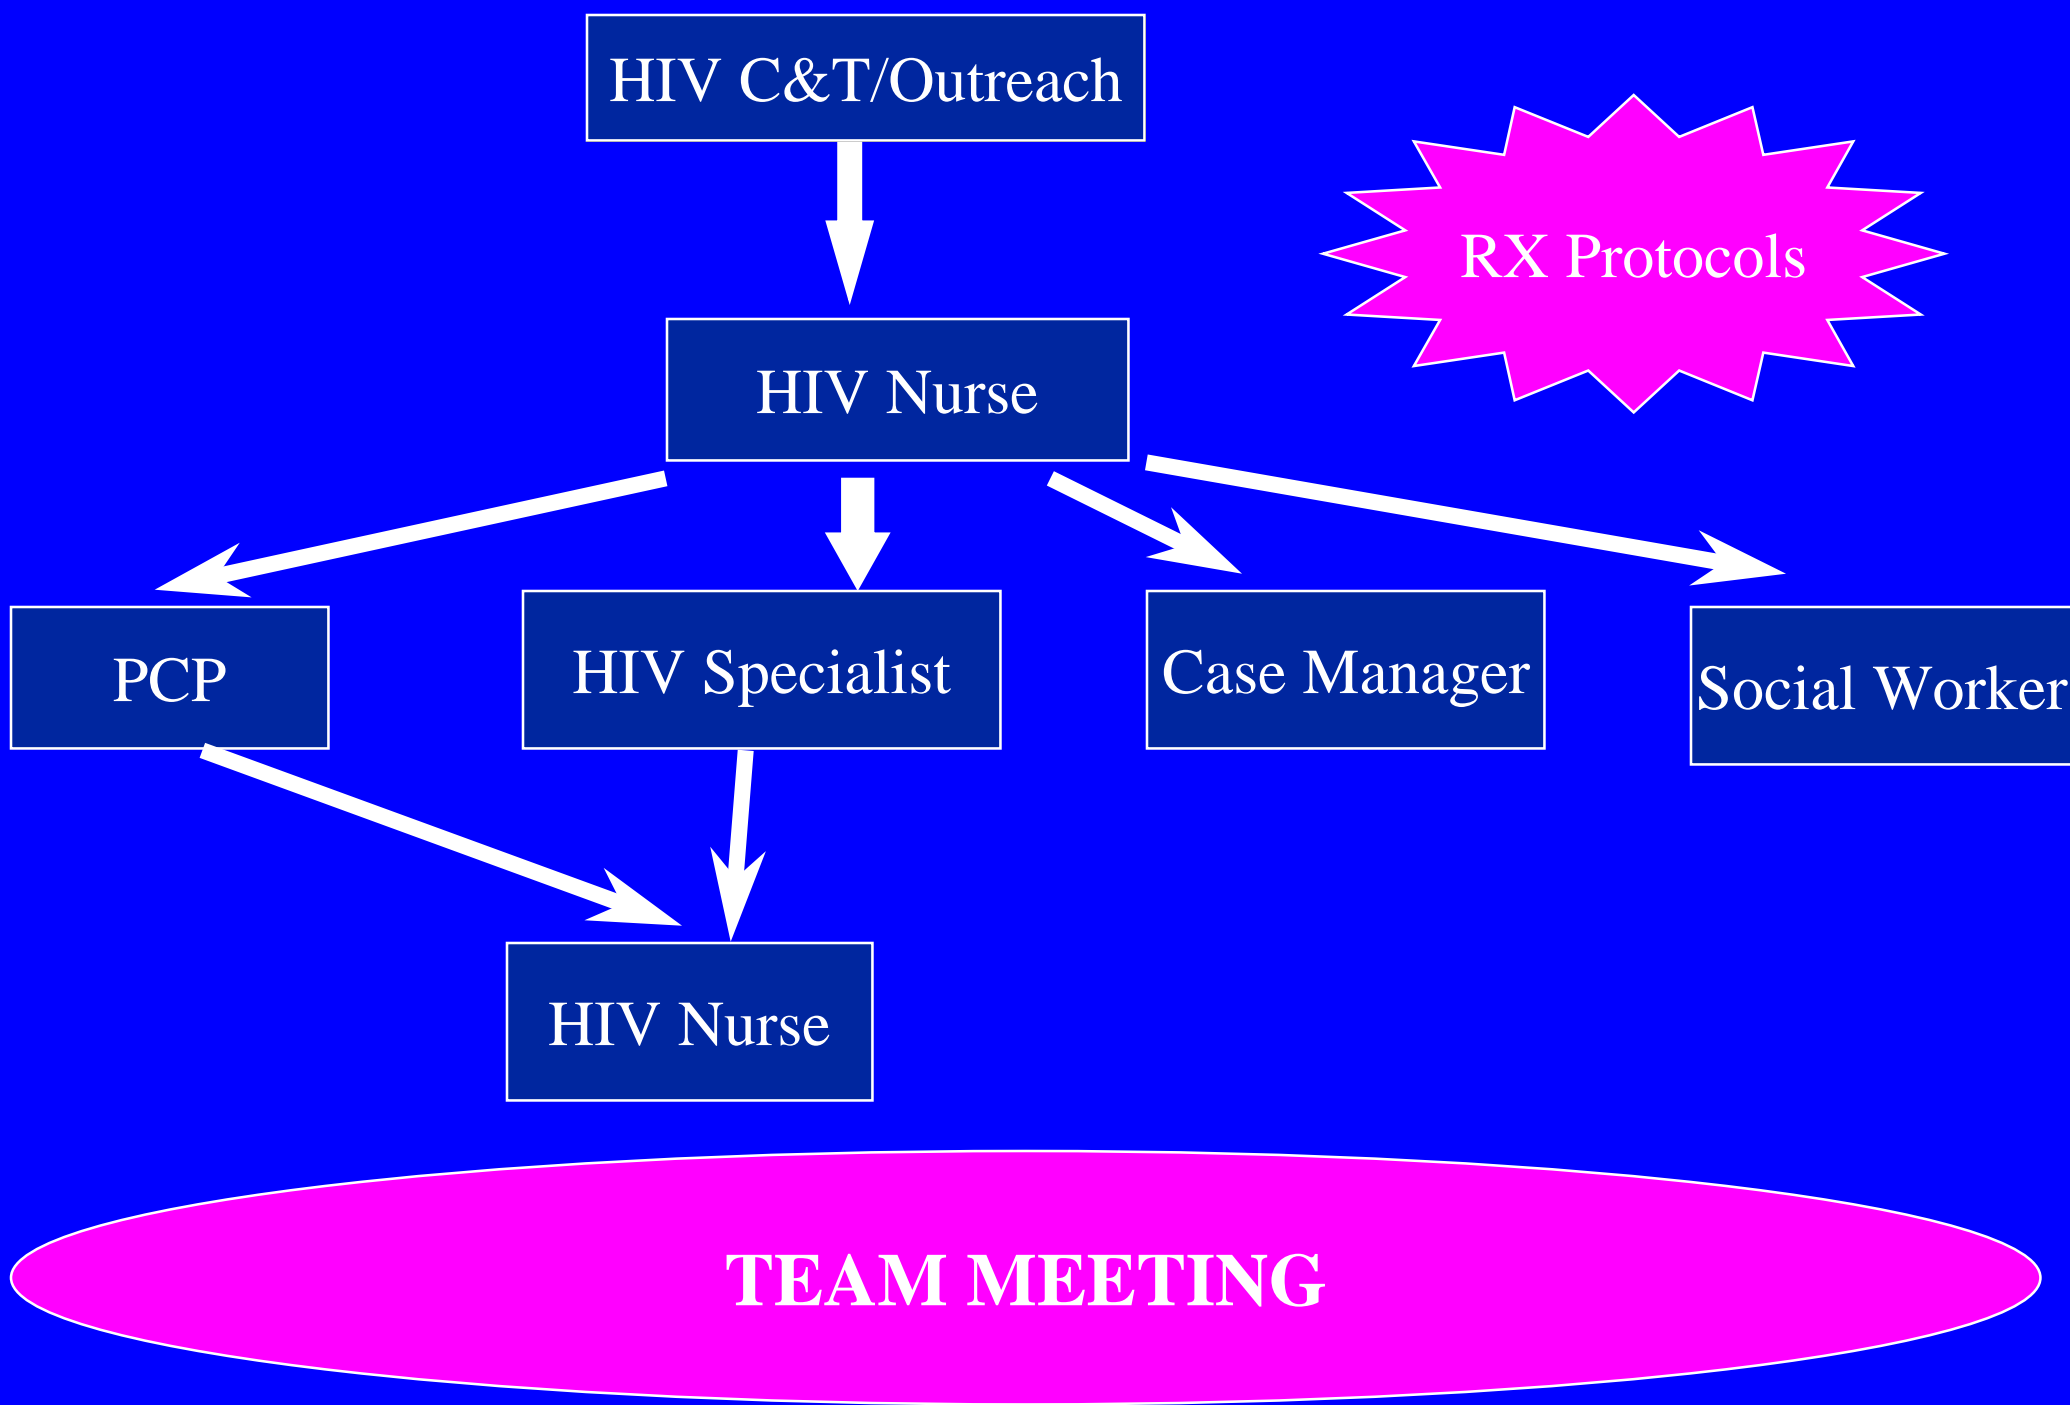 HIV C&T/Outreach
RX Protocols
HIV Nurse
PCP
HIV Specialist
Case Manager
Social Worker
HIV Nurse
TEAM MEETING